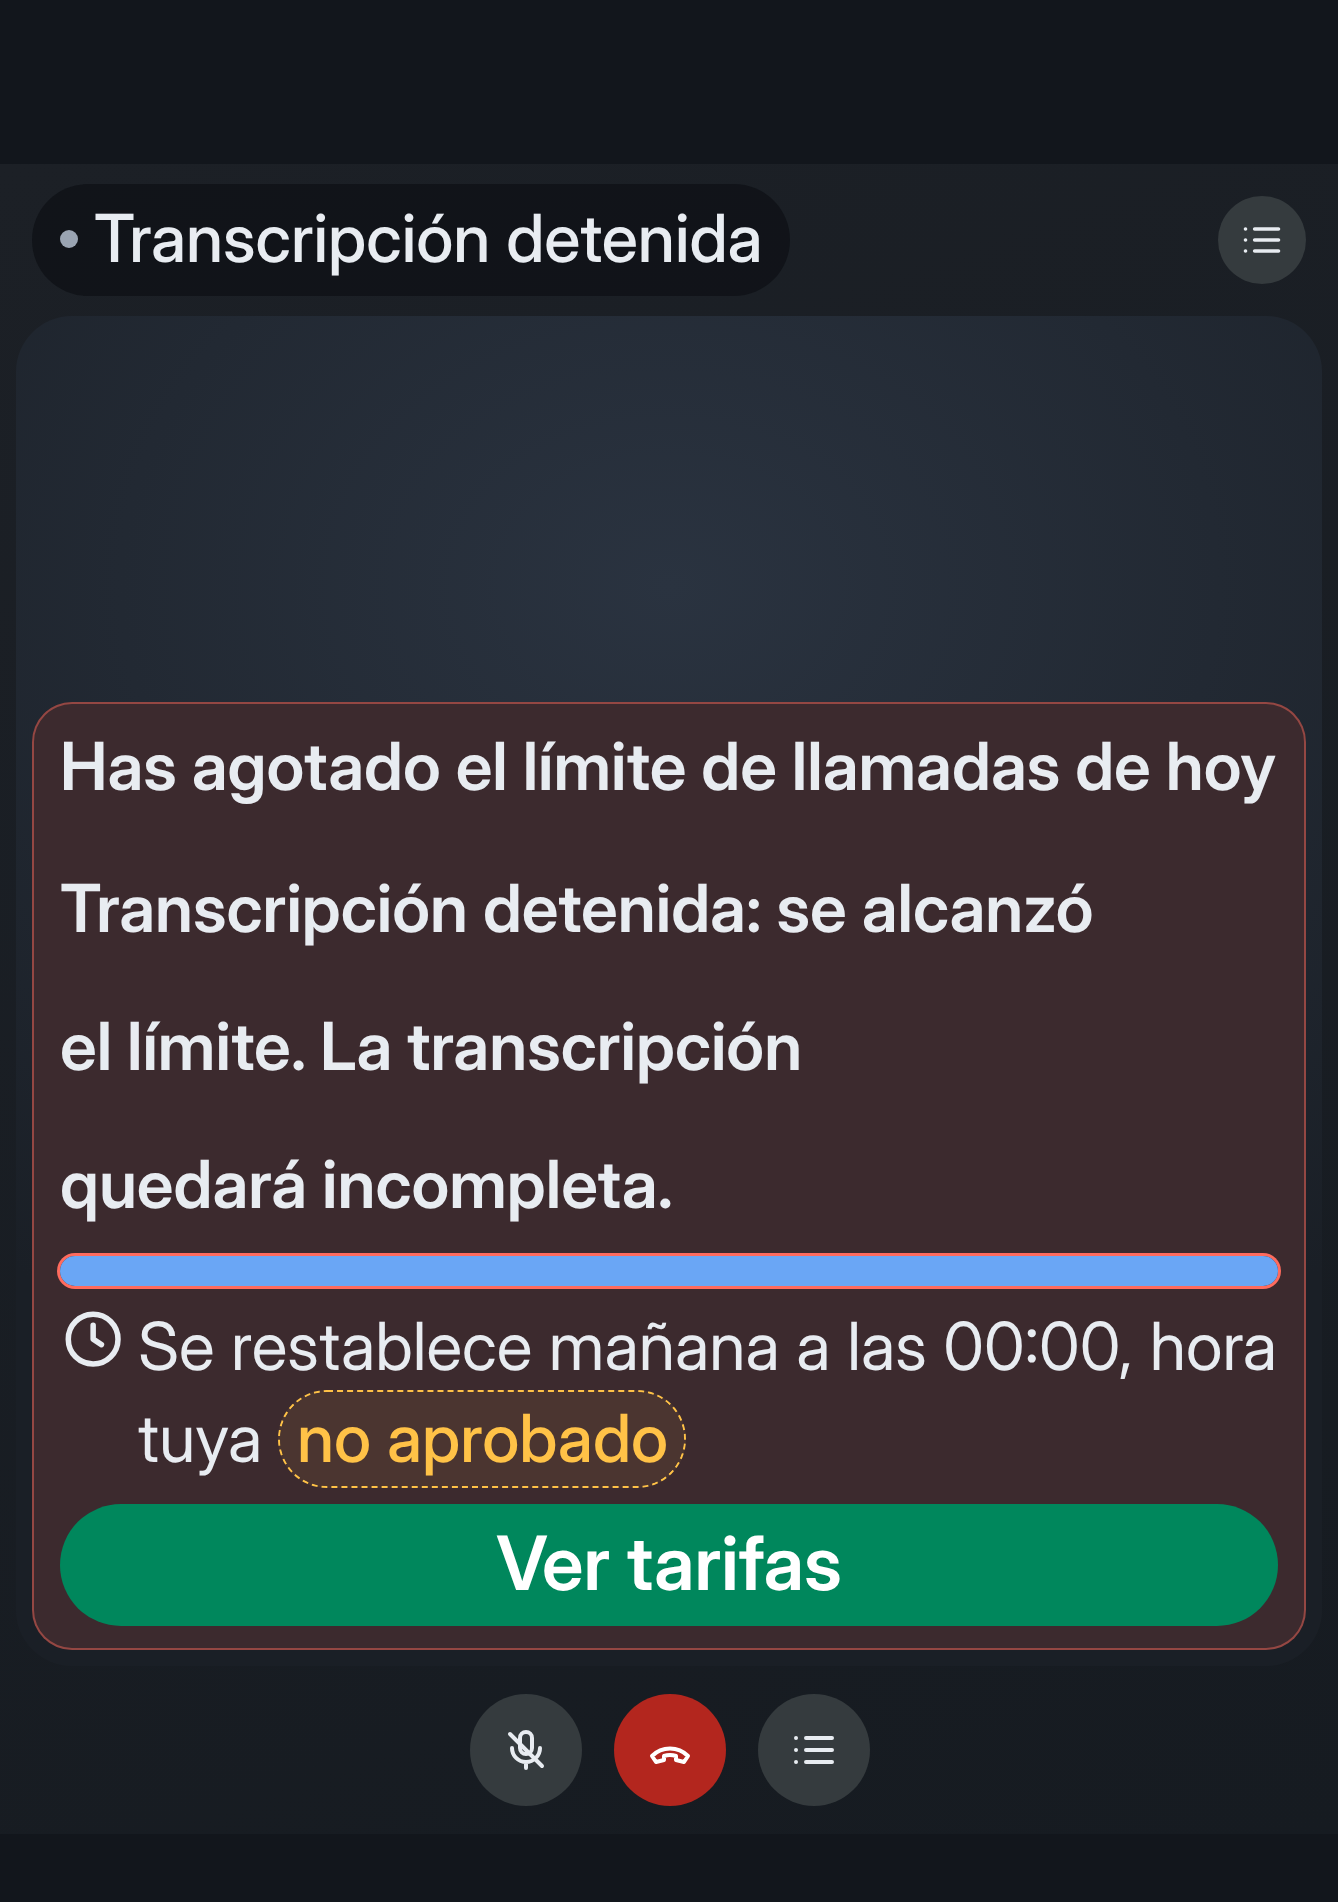 Transcripción detenida
Has agotado el límite de llamadas de hoy
Transcripción detenida: se alcanzó
el límite. La transcripción
quedará incompleta.
Se restablece mañana a las 00:00, hora
tuya no aprobado
Ver tarifas